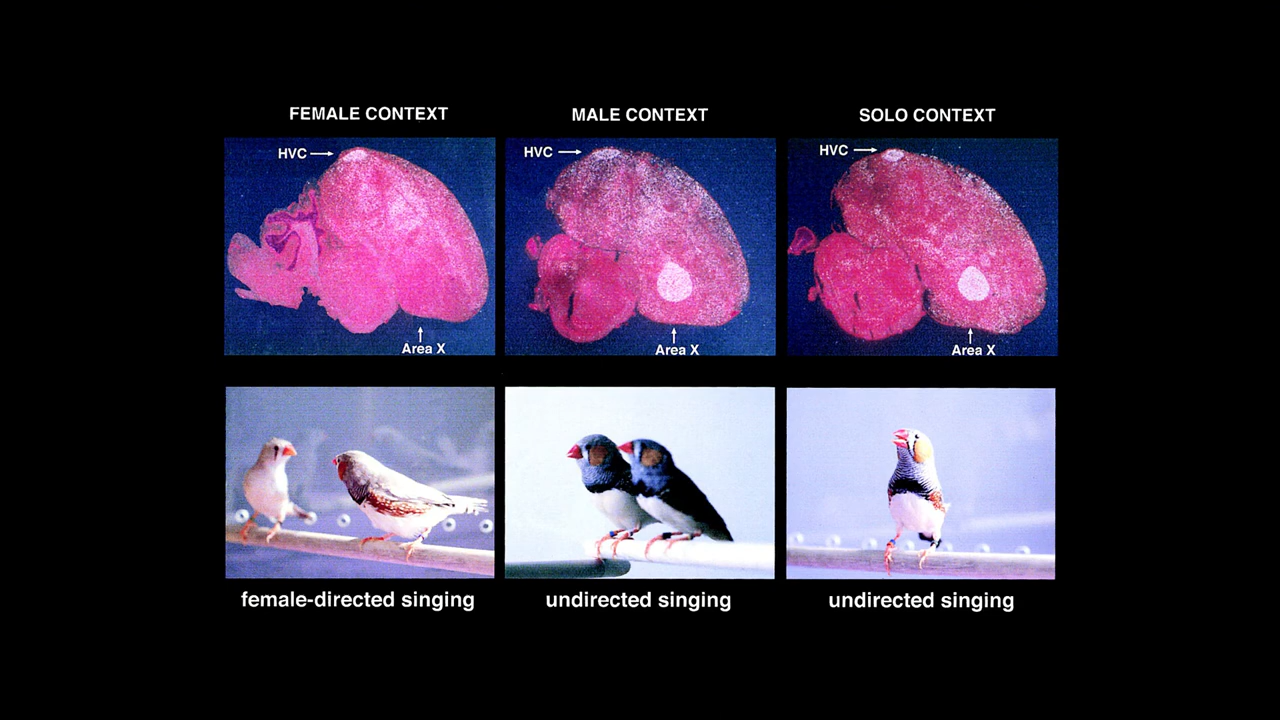 FEMALE CONTEXT
MALE CONTEXT
SOLO CONTEXT
HVC
HVC
HVC
Area X
Area X
Area X
female-directed singing
undirected singing
undirected singing